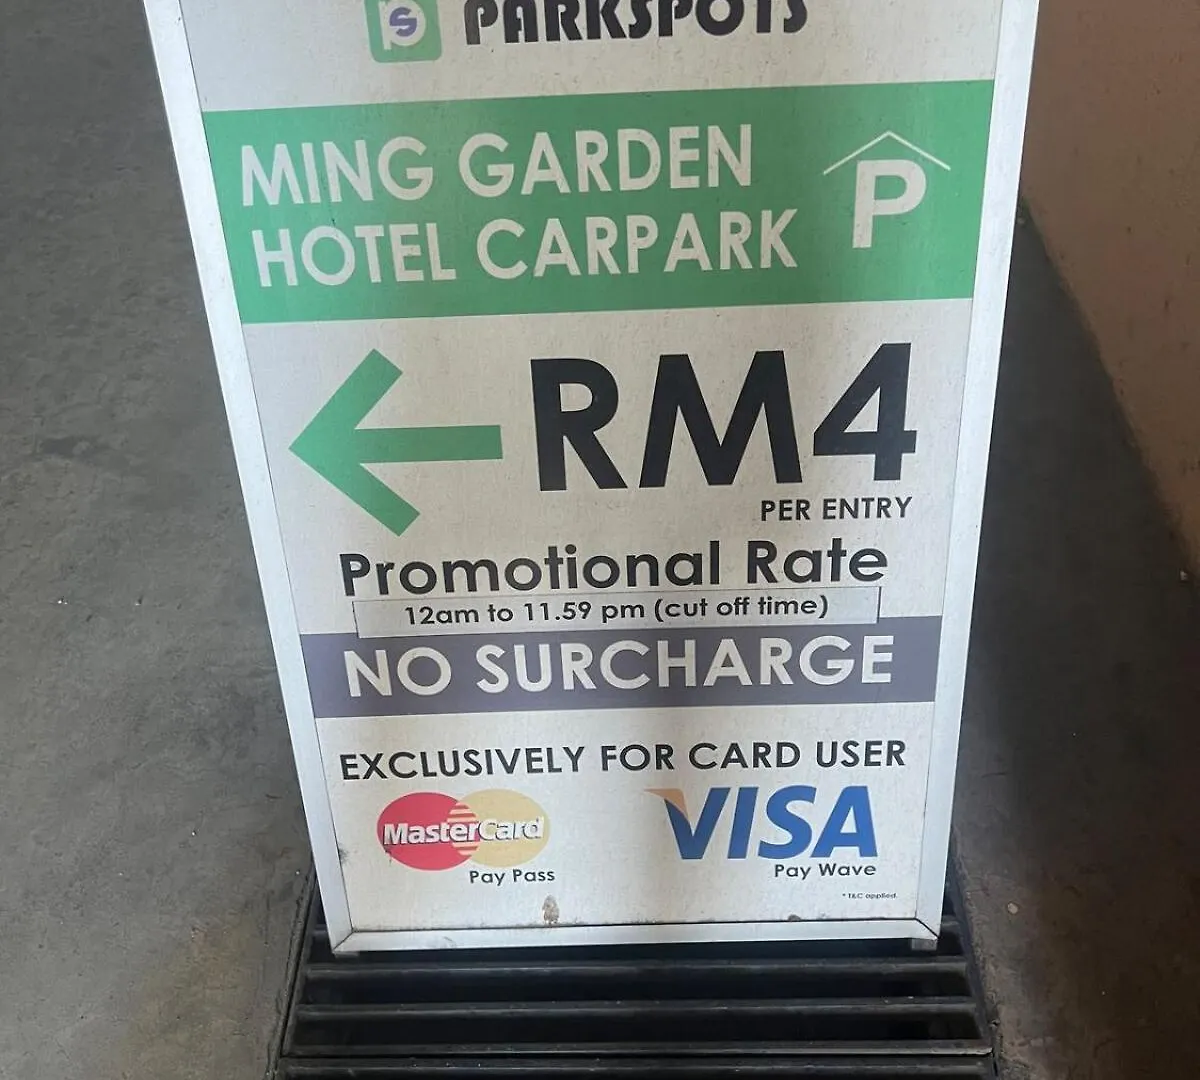 PS
PARKSPOTS
MING GARDEN
HOTEL CARPARK
P
RM4
PER ENTRY
Promotional Rate
12am to 11.59 pm (cut off time)
NO SURCHARGE
EXCLUSIVELY FOR CARD USER
MasterCard
Pay Pass
VISA
Pay Wave
*T&C applied.